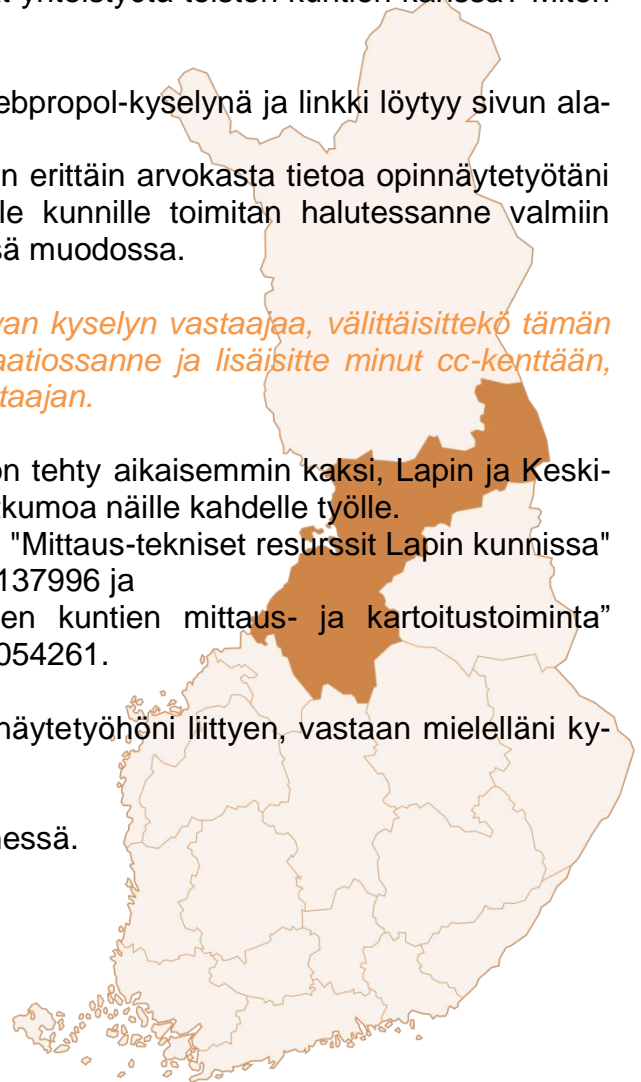 yhteistyötä toisten kuntien kanssa? Miten
ebpropol-kyselynä ja linkki löytyy sivun ala-
n erittäin arvokasta tietoa opinnäytetyötäni
le kunnille toimitan halutessanne valmiin
sä muodossa.
van kyselyn vastaajaa, välittäisittekö tämän
aatiossanne ja lisäisitte minut cc-kenttään,
taajan.
on tehty aikaisemmin kaksi, Lapin ja Keski-
tkumoa näille kahdelle työlle.
"Mittaus-tekniset resurssit Lapin kunnissa"
137996 ja
en kuntien mittaus- ja kartoitustoiminta”
054261.
näytetyöhöni liittyen, vastaan mielelläni ky-
essä.